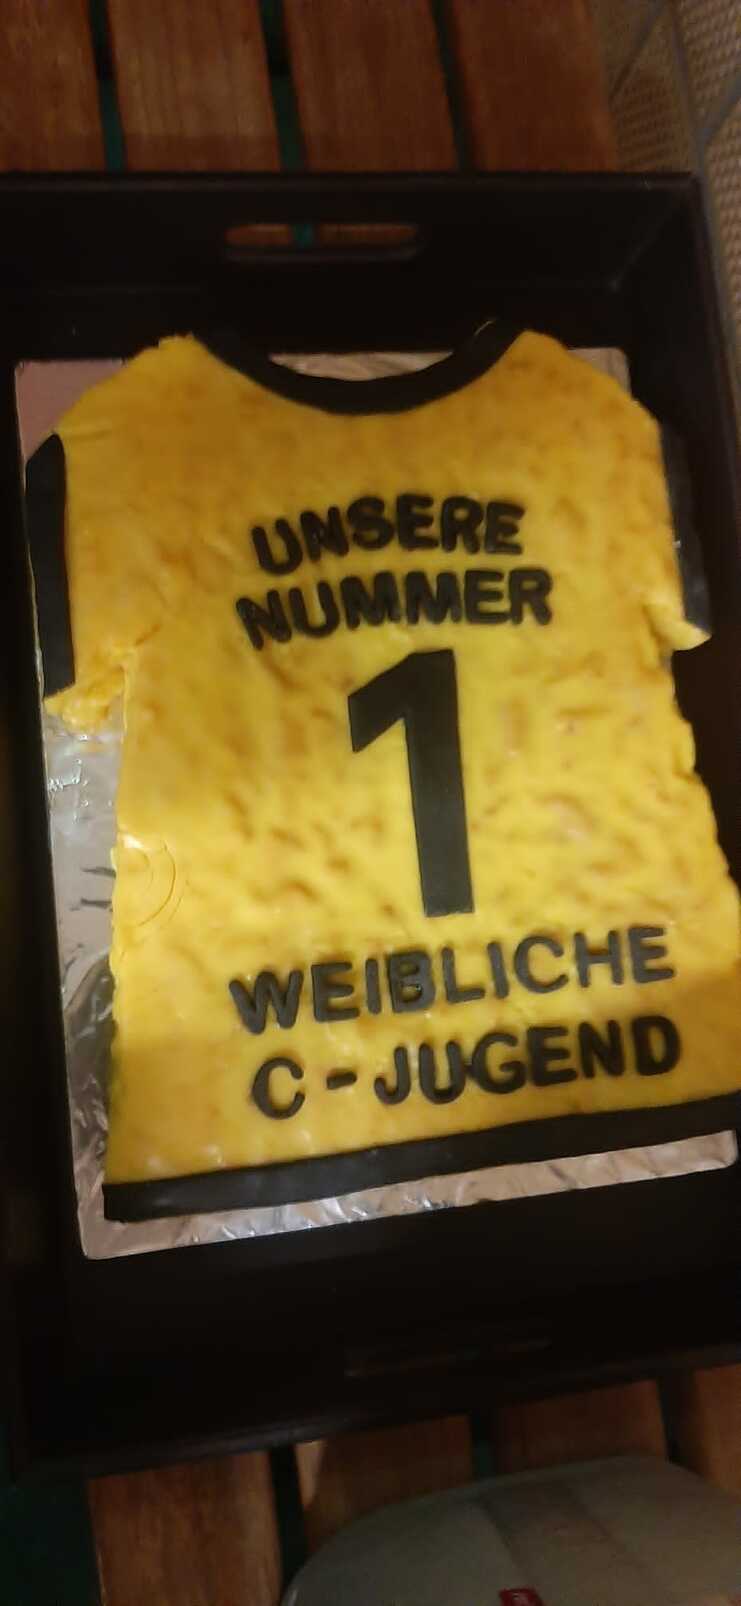 UNSERE
NUMMER
1
WEIBLICHE
C-JUGEND